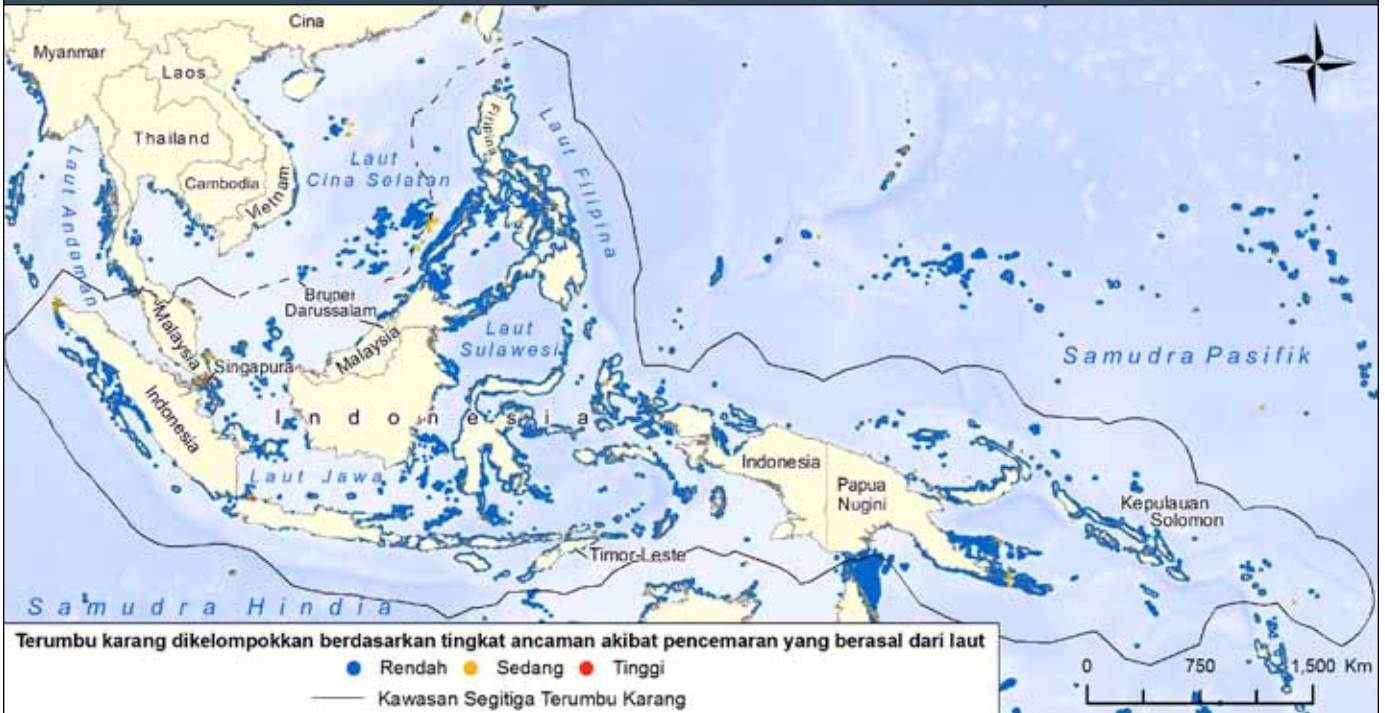 Cina
Myanmar
Laos
Thailand
Cambodia
Vietnam
Laut Andaman
Laut
Cina Selatan
Filipina
Laut Filipina
Brunei
Darussalam
Malaysia
Malaysia
Singapura
Laut
Sulawesi
Samudra Pasifik
Indonesia
Indonesia
Laut Jawa
Indonesia
Papua
Nugini
Kepulauan
Solomon
Timor-Leste
Samudra Hindia
Terumbu karang dikelompokkan berdasarkan tingkat ancaman akibat pencemaran yang berasal dari laut
Rendah Sedang Tinggi
Kawasan Segitiga Terumbu Karang
0 750 1,500 Km